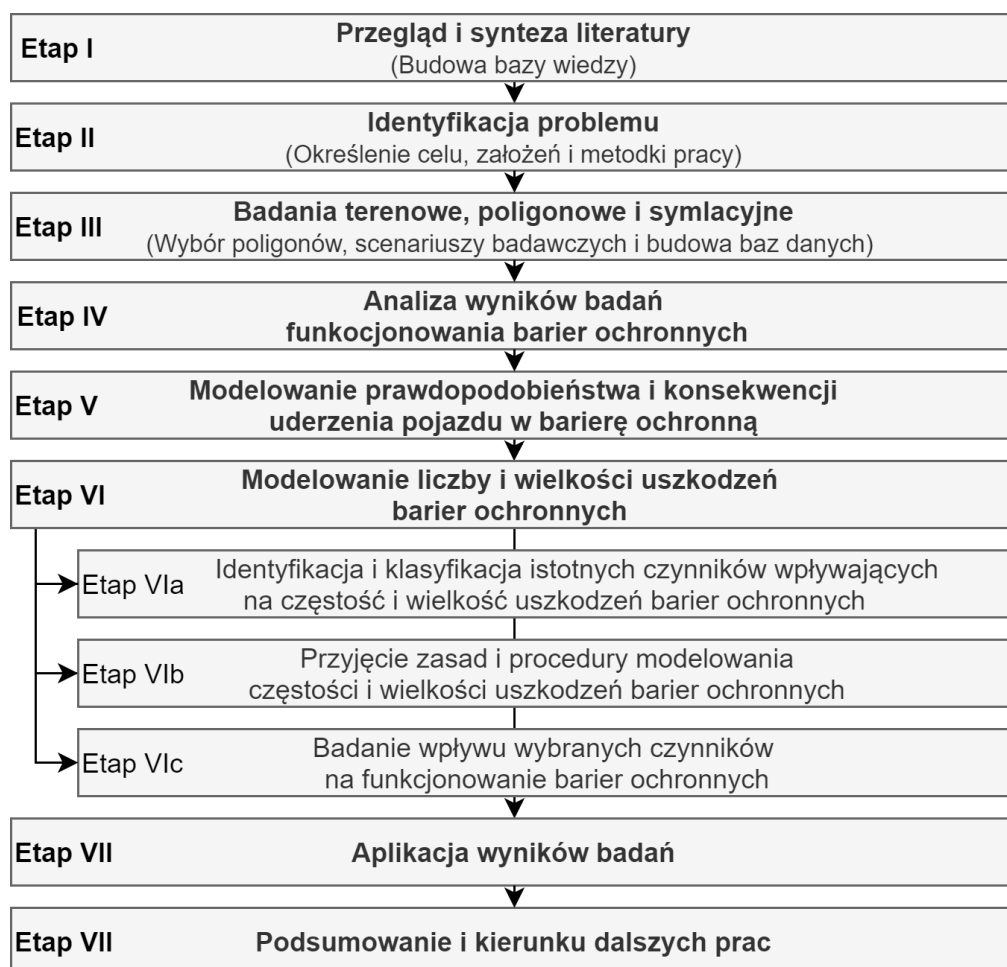 Etap I
Przegląd i synteza literatury
(Budowa bazy wiedzy)
Etap II
Identyfikacja problemu
(Określenie celu, założeń i metodki pracy)
Etap III
Badania terenowe, poligonowe i symlacyjne
(Wybór poligonów, scenariuszy badawczych i budowa baz danych)
Etap IV
Analiza wyników badań
funkocjonowania barier ochronnych
Etap V
Modelowanie prawdopodobieństwa i konsekwencji
uderzenia pojazdu w barierę ochronną
Etap VI
Modelowanie liczby i wielkości uszkodzeń
barier ochronnych
Etap VIa
Identyfikacja i klasyfikacja istotnych czynników wpływających
na częstość i wielkość uszkodzeń barier ochronnych
Etap VIb
Przyjęcie zasad i procedury modelowania
częstości i wielkości uszkodzeń barier ochronnych
Etap VIc
Badanie wpływu wybranych czynników
na funkcjonowanie barier ochronnych
Etap VII
Aplikacja wyników badań
Etap VII
Podsumowanie i kierunku dalszych prac